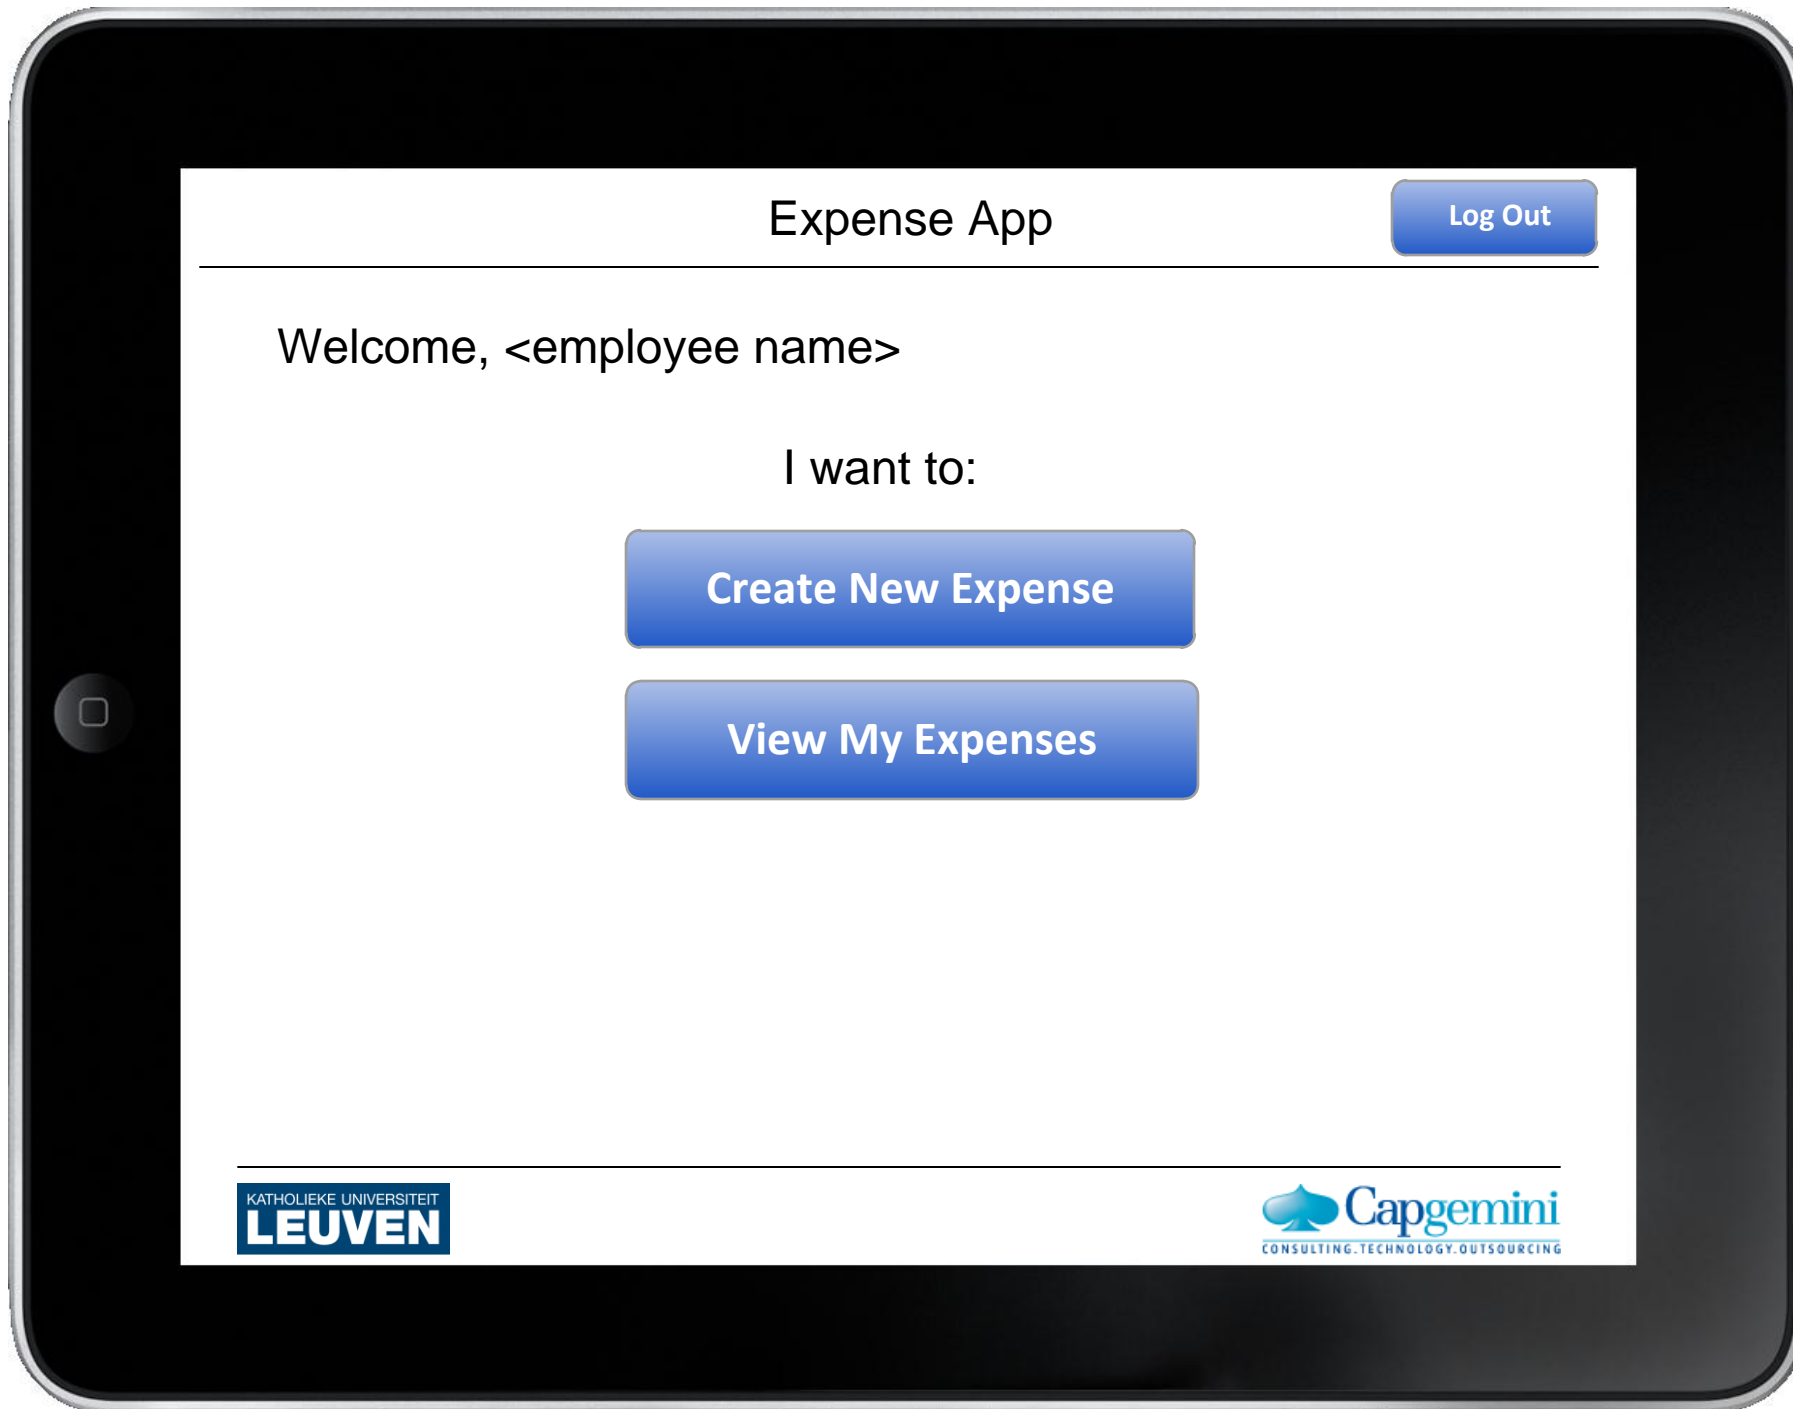 Expense App
Log Out
Welcome, <employee name>
I want to:
Create New Expense
View My Expenses
KATHOLIEKE UNIVERSITEIT
LEUVEN
Capgemini
CONSULTING.TECHNOLOGY.OUTSOURCING